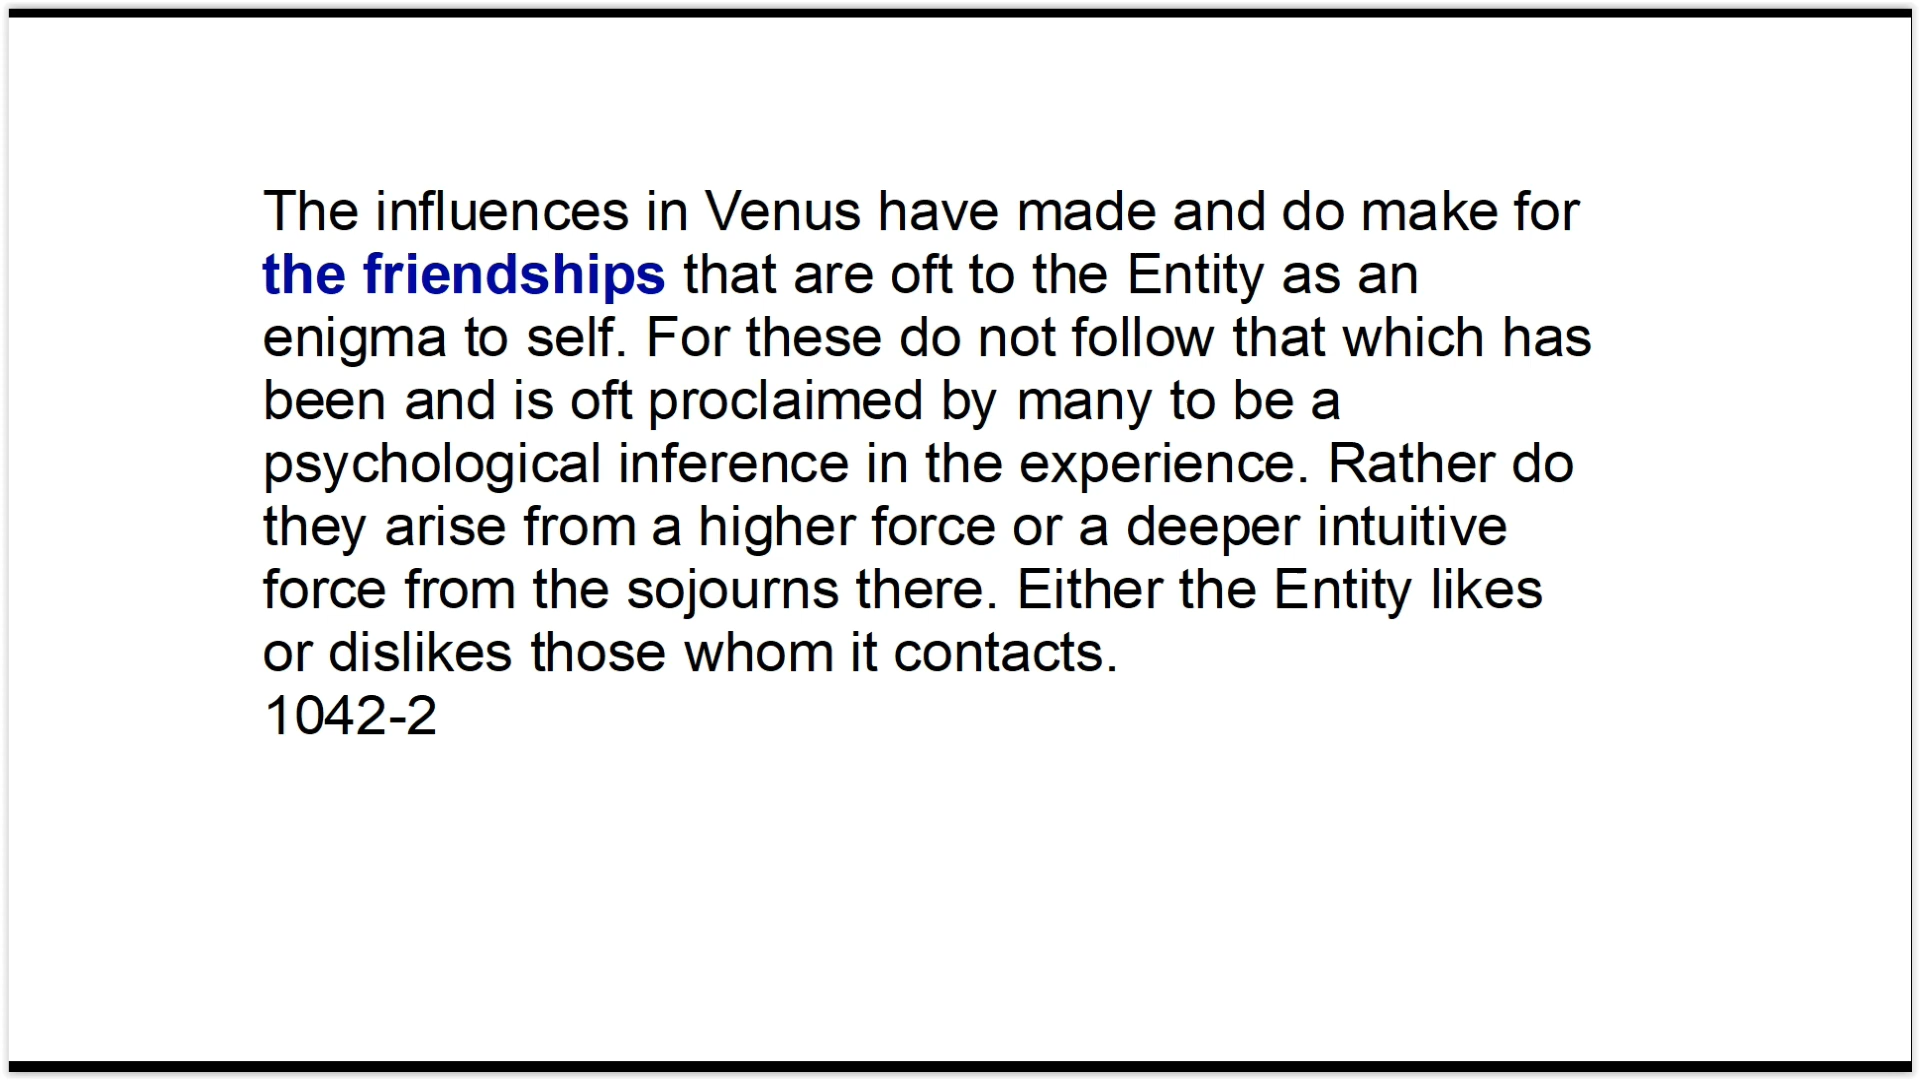 The influences in Venus have made and do make for
the friendships that are oft to the Entity as an
enigma to self. For these do not follow that which has
been and is oft proclaimed by many to be a
psychological inference in the experience. Rather do
they arise from a higher force or a deeper intuitive
force from the sojourns there. Either the Entity likes
or dislikes those whom it contacts.
1042-2